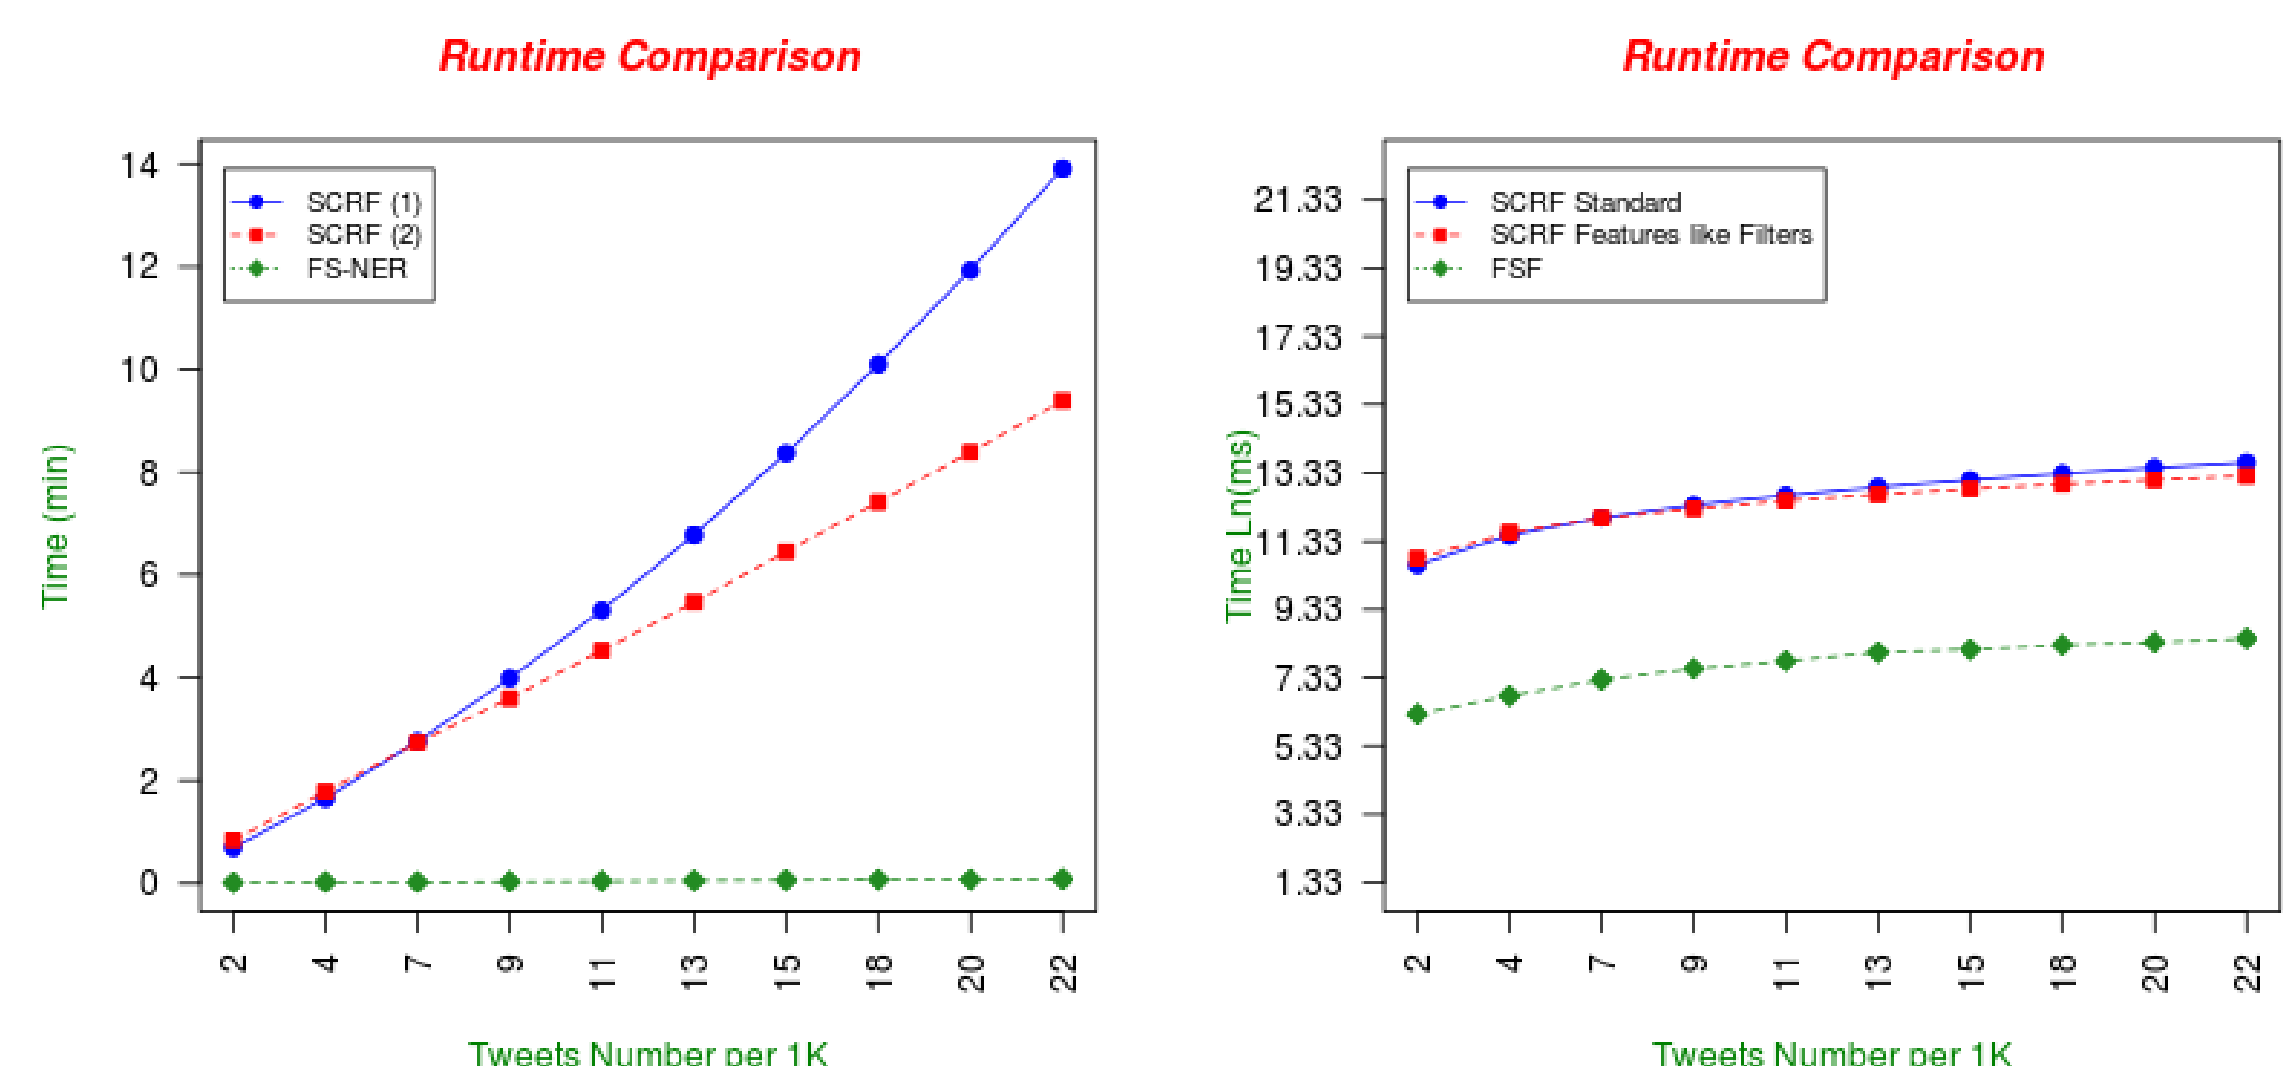 Runtime Comparison
14
12
10
8
6
4
2
0
Time (min)
SCRF (1)
SCRF (2)
FS-NER
2 4 7 9 11 13 15 18 20 22
Tweets Number per 1K
Runtime Comparison
21.33
19.33
17.33
15.33
13.33
11.33
9.33
7.33
5.33
3.33
1.33
Time Ln(ms)
SCRF Standard
SCRF Features like Filters
FSF
2 4 7 9 11 13 15 18 20 22
Tweets Number per 1K